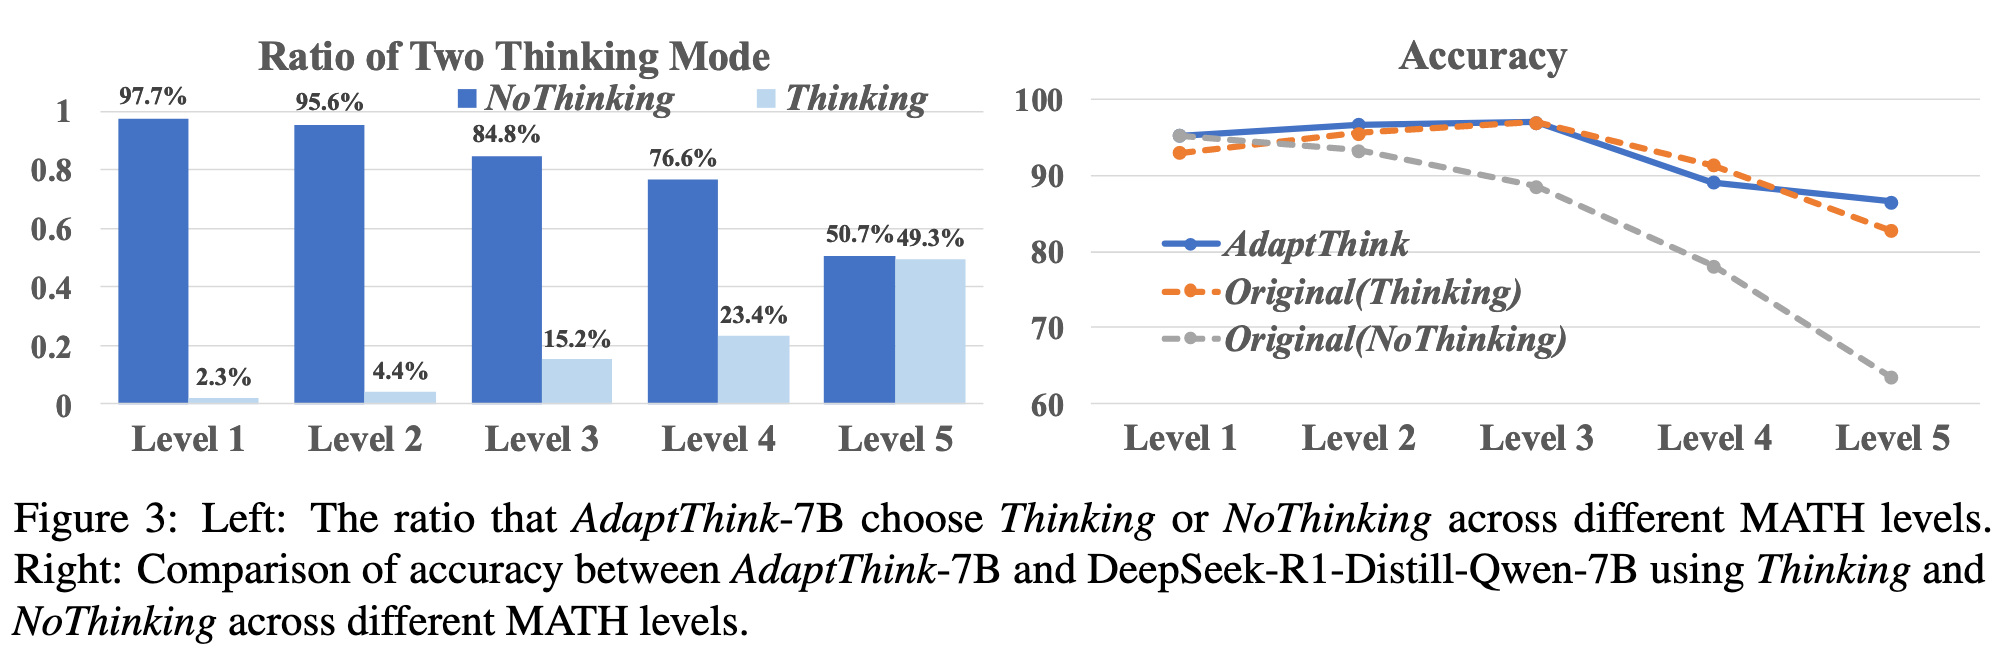 Ratio of Two Thinking Mode
NoThinking
Thinking
1
0.8
0.6
0.4
0.2
0
97.7%
2.3%
95.6%
4.4%
84.8%
15.2%
76.6%
23.4%
50.7%
49.3%
Level 1
Level 2
Level 3
Level 4
Level 5
Accuracy
100
90
80
70
60
AdaptThink
Original(Thinking)
Original(NoThinking)
Level 1
Level 2
Level 3
Level 4
Level 5
Figure 3: Left: The ratio that AdaptThink-7B choose Thinking or NoThinking across different MATH levels.
Right: Comparison of accuracy between AdaptThink-7B and DeepSeek-R1-Distill-Qwen-7B using Thinking and
NoThinking across different MATH levels.